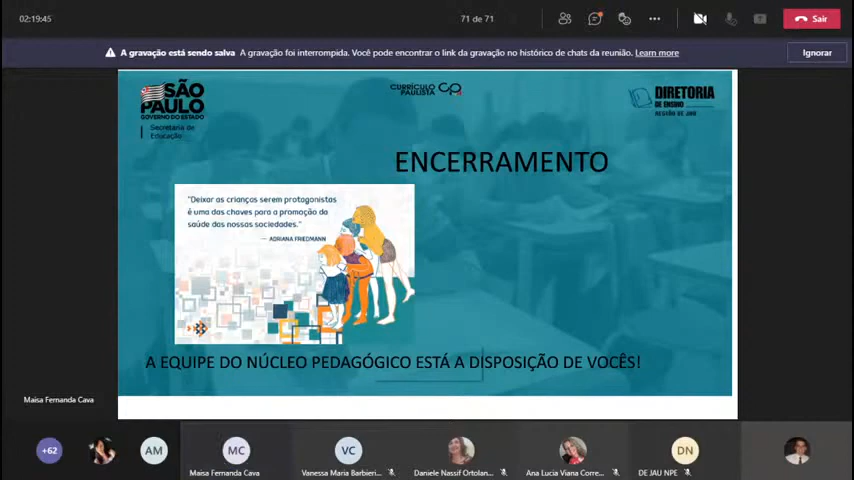 02:19:45
71 de 71
Sair
A gravação está sendo salva A gravação foi interrompida. Você pode encontrar o link da gravação no histórico de chats da reunião. Learn more
Ignorar
SÃO PAULO
GOVERNO DO ESTADO
Secretaria de
Educação
CURRÍCULO
PAULISTA
DIRETORIA
DE ENSINO
REGIÃO DE JAÚ
ENCERRAMENTO
"Deixar as crianças serem protagonistas
é uma das chaves para a promoção da
saúde das nossas sociedades."
— ADRIANA FRIEDMANN
A EQUIPE DO NÚCLEO PEDAGÓGICO ESTÁ A DISPOSIÇÃO DE VOCÊS!
Maisa Fernanda Cava
+62
AM
MC
VC
DN
Maisa Fernanda Cava
Vanessa Maria Barbieri...
Daniele Nassif Ortolan...
Ana Lucia Viana Corre...
DE JAU NPE